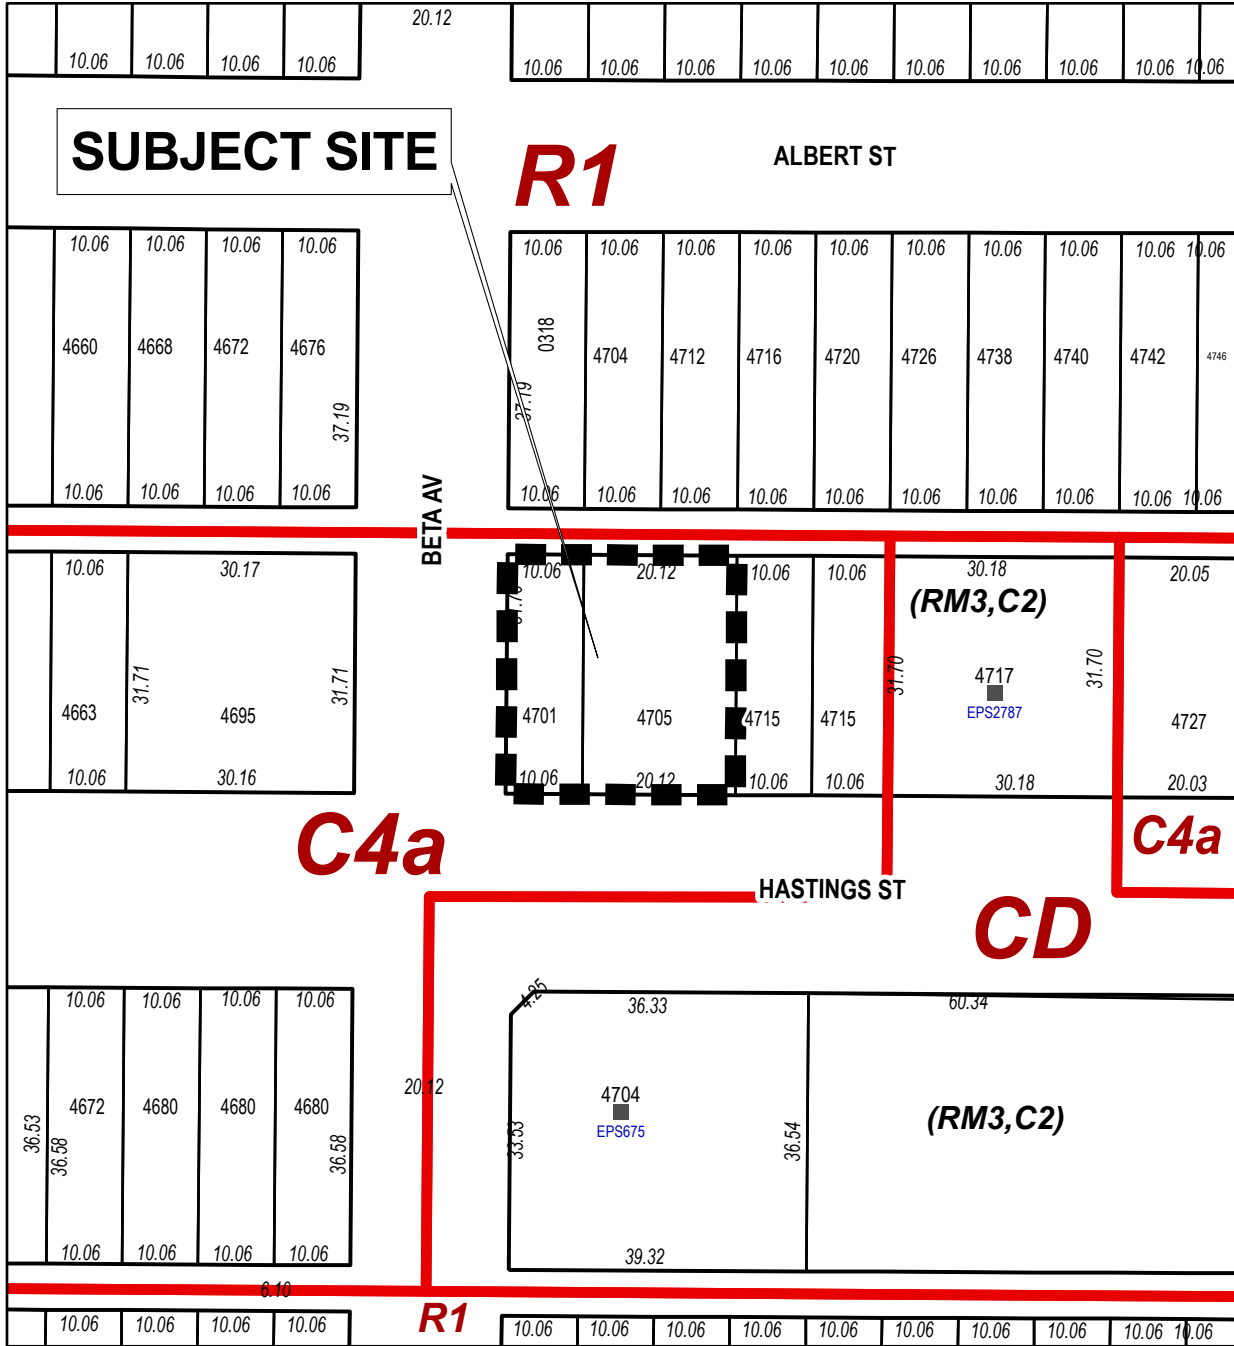 20.12
10.06 10.06 10.06 10.06 10.06 10.06 10.06 10.06 10.06 10.06 10.06 10.06 10.06 10.06
SUBJECT SITE
R1
ALBERT ST
10.06 10.06 10.06 10.06 10.06 10.06 10.06 10.06 10.06 10.06 10.06 10.06 10.06 10.06
4660 4668 4672 4676 0318 4704 4712 4716 4720 4726 4738 4740 4742 4746
37.19 37.19
10.06 10.06 10.06 10.06 10.06 10.06 10.06 10.06 10.06 10.06 10.06 10.06 10.06 10.06
BETA AV
10.06 30.17 10.06 20.12 10.06 10.06 30.18 20.05
(RM3,C2)
31.71 31.71 31.70 31.70 31.70
4717
EPS2787
4663 4695 4701 4705 4715 4715 4727
10.06 30.16 10.06 20.12 10.06 10.06 30.18 20.03
C4a
C4a
HASTINGS ST
CD
4.25
10.06 10.06 10.06 10.06 36.33 60.34
20.12
4704
EPS675
4672 4680 4680 4680
(RM3,C2)
36.53 36.58 36.58 33.53 36.54
10.06 10.06 10.06 10.06 39.32
6.10
R1
10.06 10.06 10.06 10.06 10.06 10.06 10.06 10.06 10.06 10.06 10.06 10.06 10.06 10.06